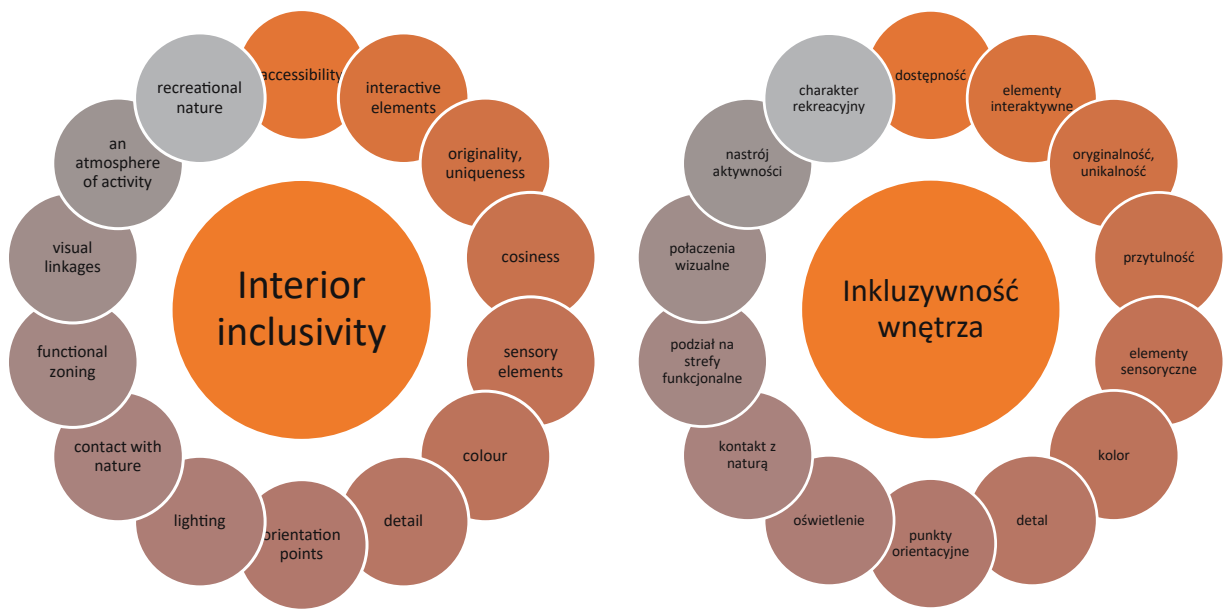 accessibility
interactive
elements
originality,
uniqueness
cosiness
sensory
elements
colour
detail
orientation
points
lighting
contact with
nature
functional
zoning
visual
linkages
an
atmosphere
of activity
recreational
nature
Interior
inclusivity
dostępność
elementy
interaktywne
oryginalność,
unikalność
przytulność
elementy
sensoryczne
kolor
detal
punkty
orientacyjne
oświetlenie
kontakt z
naturą
podział na
strefy
funkcjonalne
połaczenia
wizualne
nastrój
aktywności
charakter
rekreacyjny
Inkluzywność
wnętrza